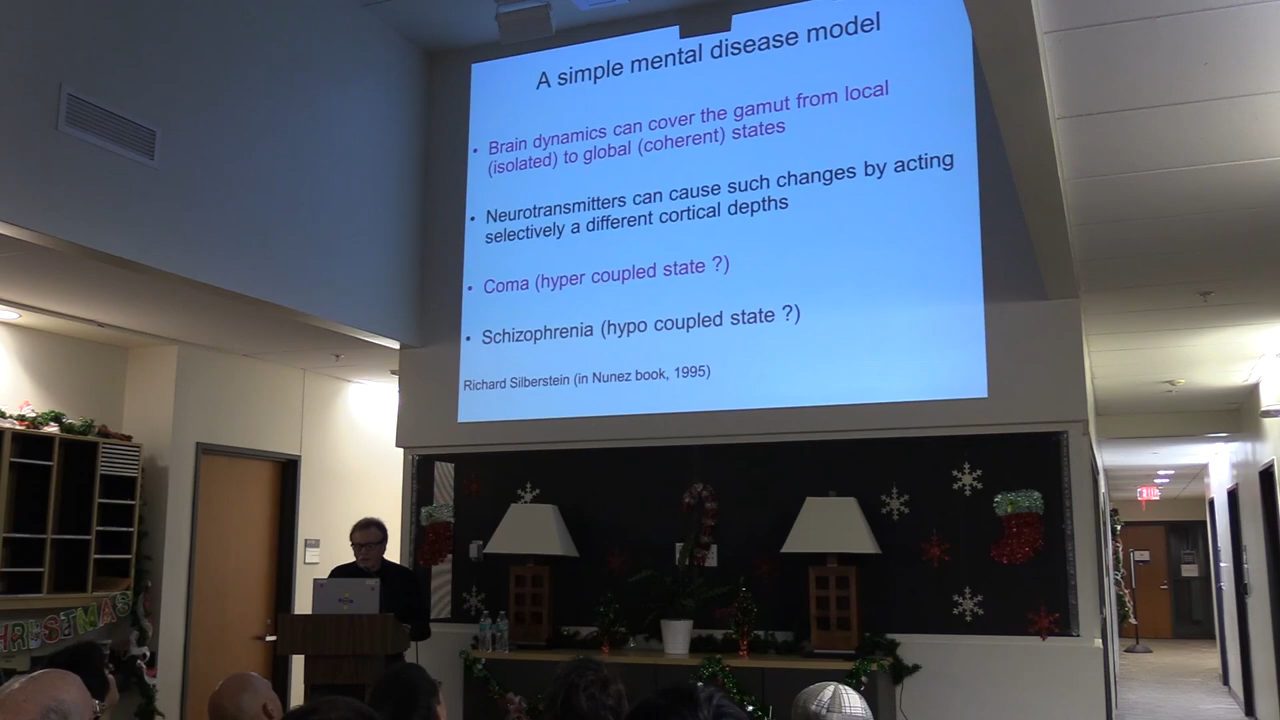 A simple mental disease model
• Brain dynamics can cover the gamut from local
(isolated) to global (coherent) states
• Neurotransmitters can cause such changes by acting
selectively a different cortical depths
• Coma (hyper coupled state ?)
• Schizophrenia (hypo coupled state ?)
Richard Silberstein (in Nunez book, 1995)
EXIT
HRISTMAS